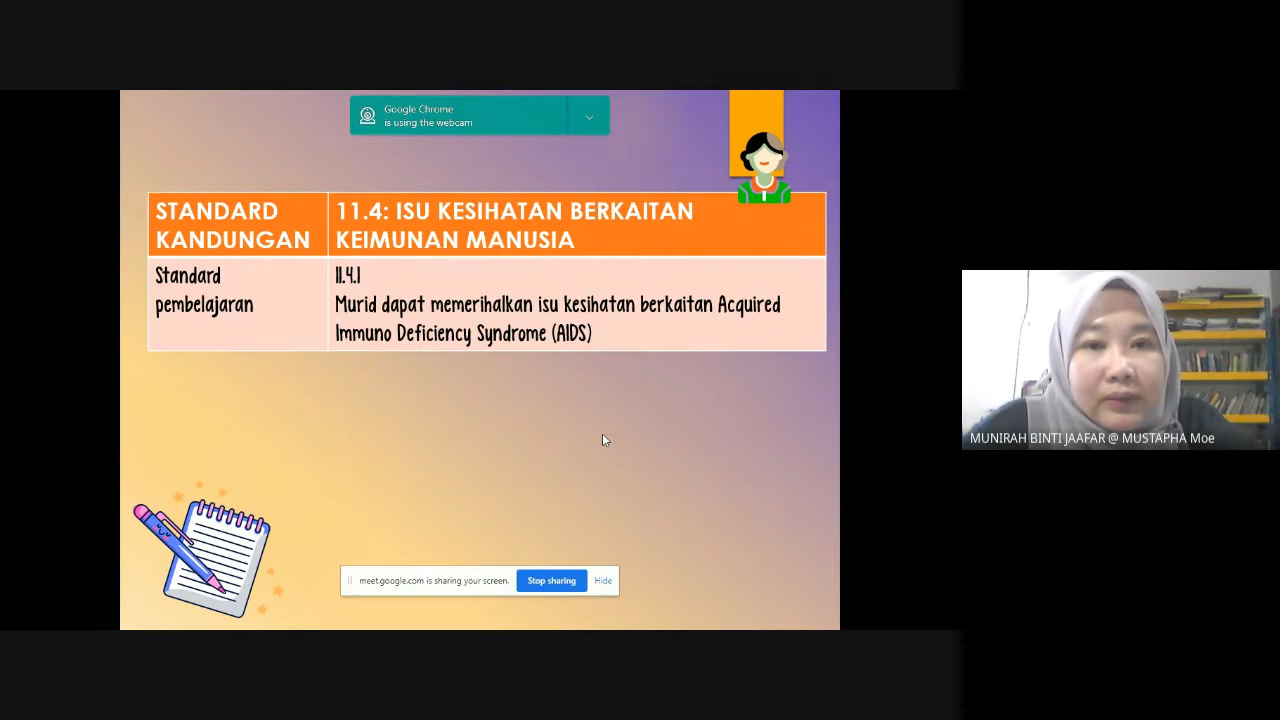 Google Chrome
is using the webcam
STANDARD
KANDUNGAN
11.4: ISU KESIHATAN BERKAITAN
KEIMUNAN MANUSIA
Standard
pembelajaran
11.4.1
Murid dapat memerihalkan isu kesihatan berkaitan Acquired
Immuno Deficiency Syndrome (AIDS)
meet.google.com is sharing your screen.
Stop sharing
Hide
MUNIRAH BINTI JAAFAR @ MUSTAPHA Moe